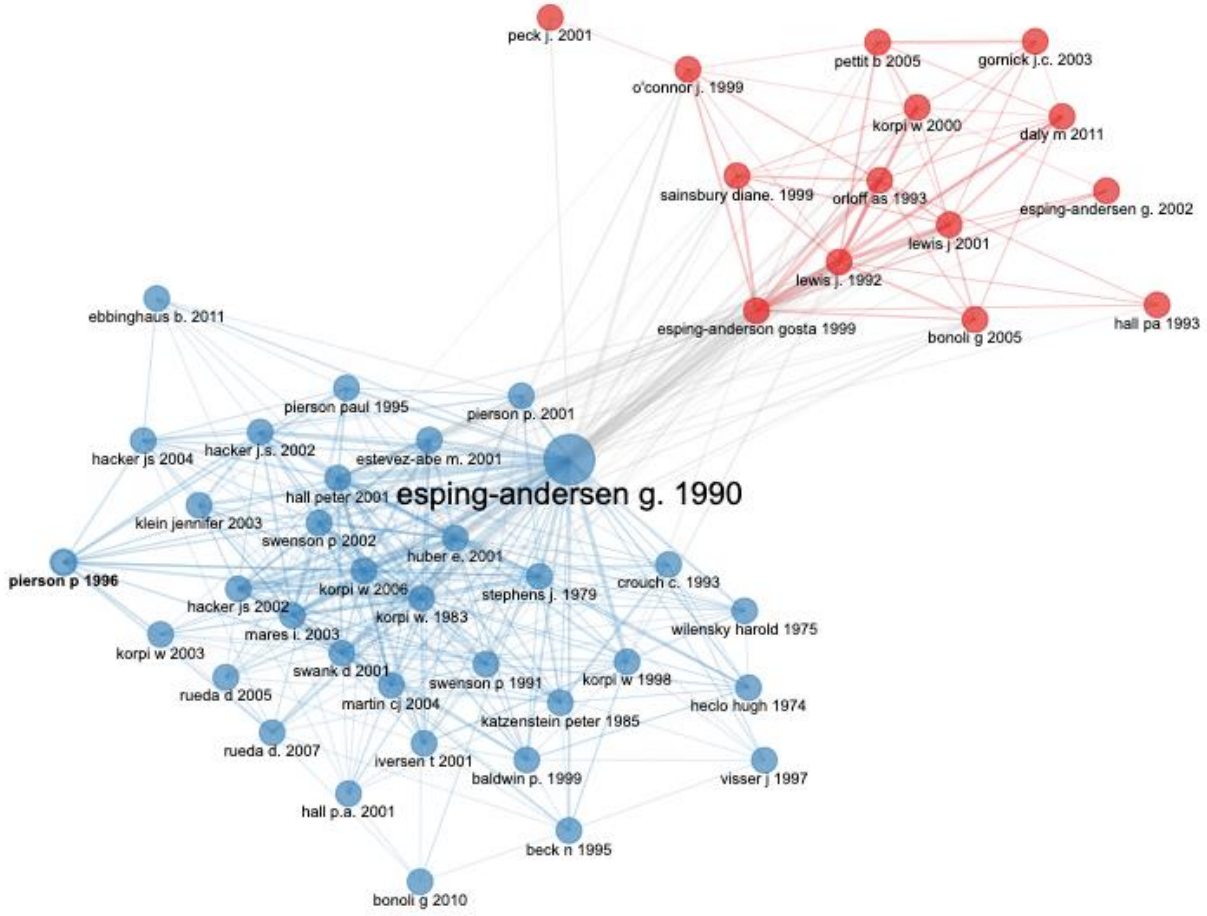 peck j. 2001
pettit b 2005
gornick j.c. 2003
o'connor j. 1999
korpi w 2000
daly m 2011
sainsbury diane. 1999
orloff as 1993
esping-andersen g. 2002
lewis j 2001
lewis j. 1992
esping-anderson gosta 1999
hall pa 1993
bonoli g 2005
ebbinghaus b. 2011
pierson paul 1995
pierson p. 2001
hacker js 2004
hacker j.s. 2002
estevez-abe m. 2001
hall peter 2001
esping-andersen g. 1990
klein jennifer 2003
swenson p 2002
huber e. 2001
pierson p 1996
crouch c. 1993
korpi w 2006
stephens j. 1979
hacker js 2002
korpi w. 1983
mares i. 2003
wilensky harold 1975
korpi w 2003
swank d 2001
swenson p 1991
korpi w 1998
rueda d 2005
martin cj 2004
heclo hugh 1974
katzenstein peter 1985
rueda d. 2007
iversen t 2001
baldwin p. 1999
visser j 1997
hall p.a. 2001
beck n 1995
bonoli g 2010